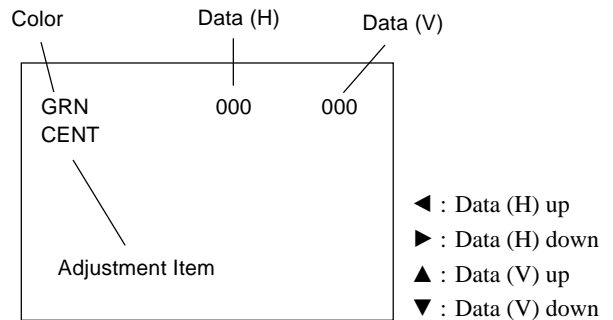 Color Data (H) Data (V)
GRN 000 000
CENT
Adjustment Item
◄ : Data (H) up
► : Data (H) down
▲ : Data (V) up
▼ : Data (V) down